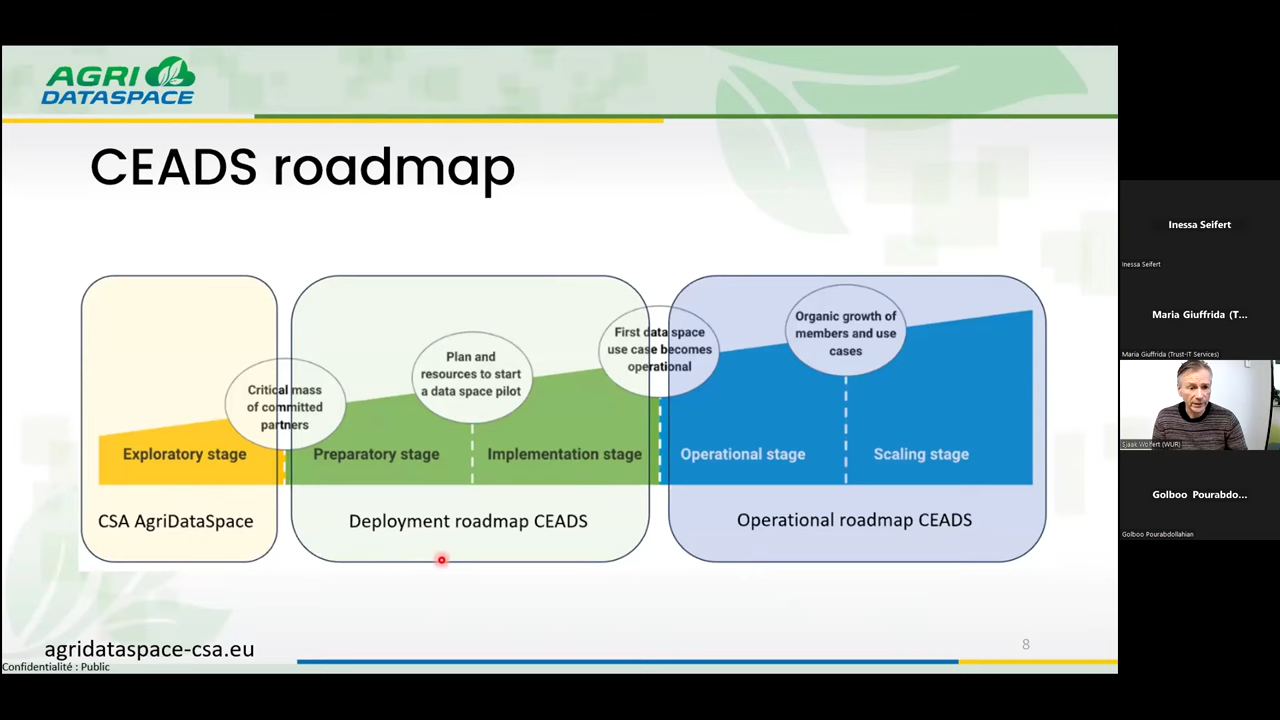 AGRI
DATASPACE
CEADS roadmap
Critical mass
of committed
partners
Plan and
resources to start
a data space pilot
First data space
use case becomes
operational
Organic growth of
members and use
cases
Exploratory stage
Preparatory stage
Implementation stage
Operational stage
Scaling stage
CSA AgriDataSpace
Deployment roadmap CEADS
Operational roadmap CEADS
agridataspace-csa.eu
8
Confidentialité : Public
Inessa Seifert
Inessa Seifert
Maria Giuffrida (T...
Maria Giuffrida (Trust-IT Services)
Sjaak Wolfert (WUR)
Golboo Pourabdo...
Golboo Pourabdollahian